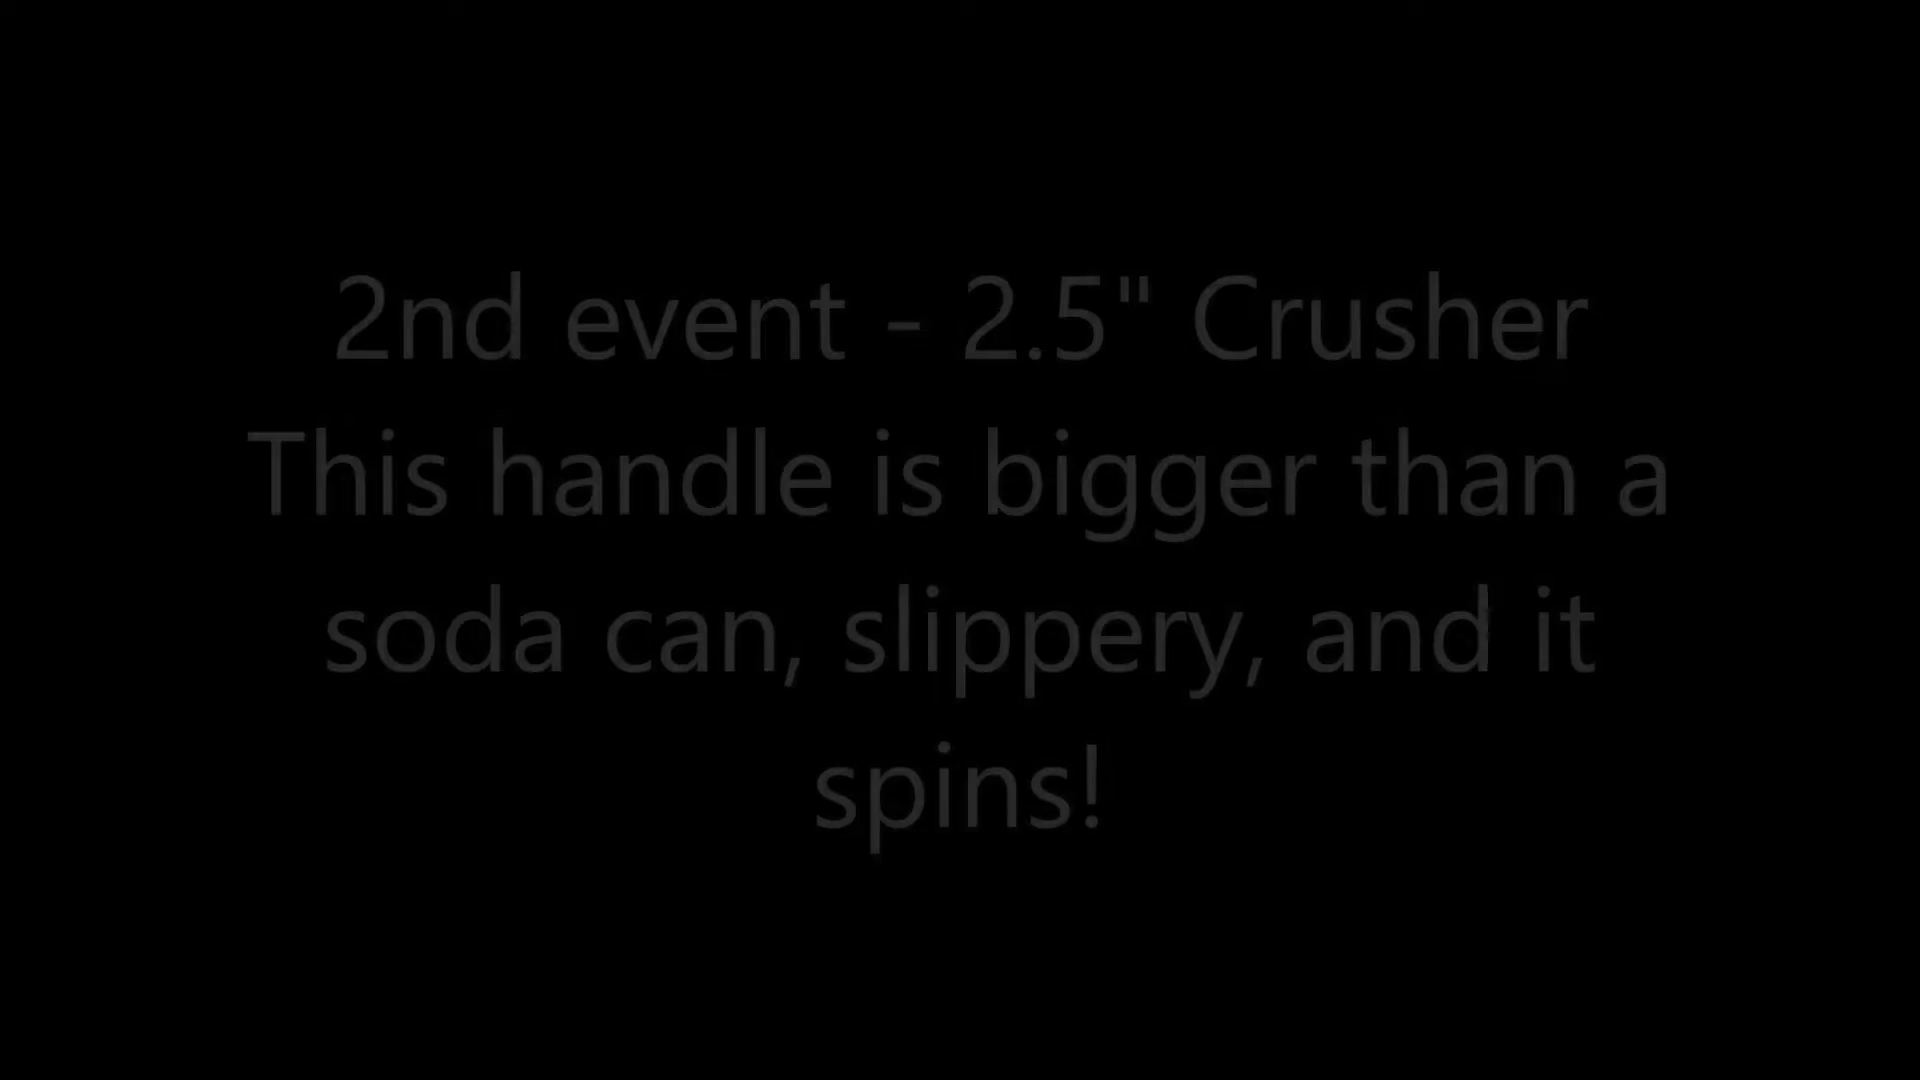 2nd event - 2.5" Crusher
This handle is bigger than a
soda can, slippery, and it
spins!